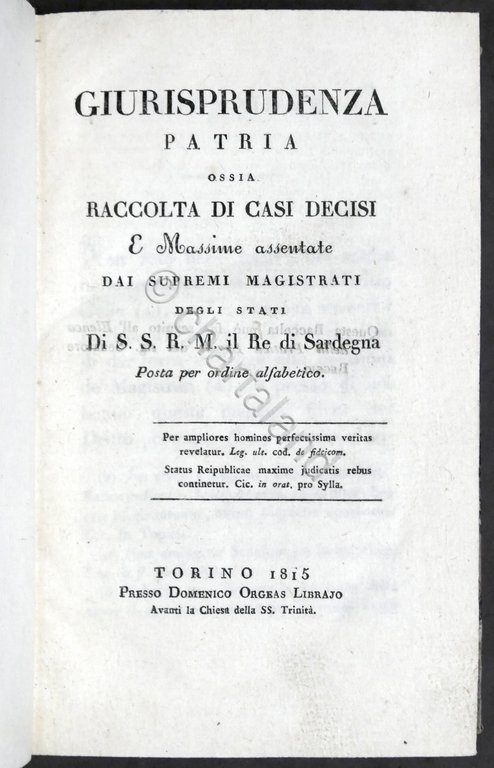 GIURISPRUDENZA
PATRIA
OSSIA
RACCOLTA DI CASI DECISI
E Massime assentate
DAI SUPREMI MAGISTRATI
DEGLI STATI
Di S. S. R. M. il Re di Sardegna
Posta per ordine alfabetico.
Per ampliores homines perfectissima veritas
revelatur. Leg. ult. cod. de fideicom.
Status Reipublicae maxime judicatis rebus
continetur. Cic. in orat. pro Sylla.
TORINO 1815
PRESSO DOMENICO ORGEAS LIBRAJO
Avanti la Chiesa della SS. Trinità.
© chartaland